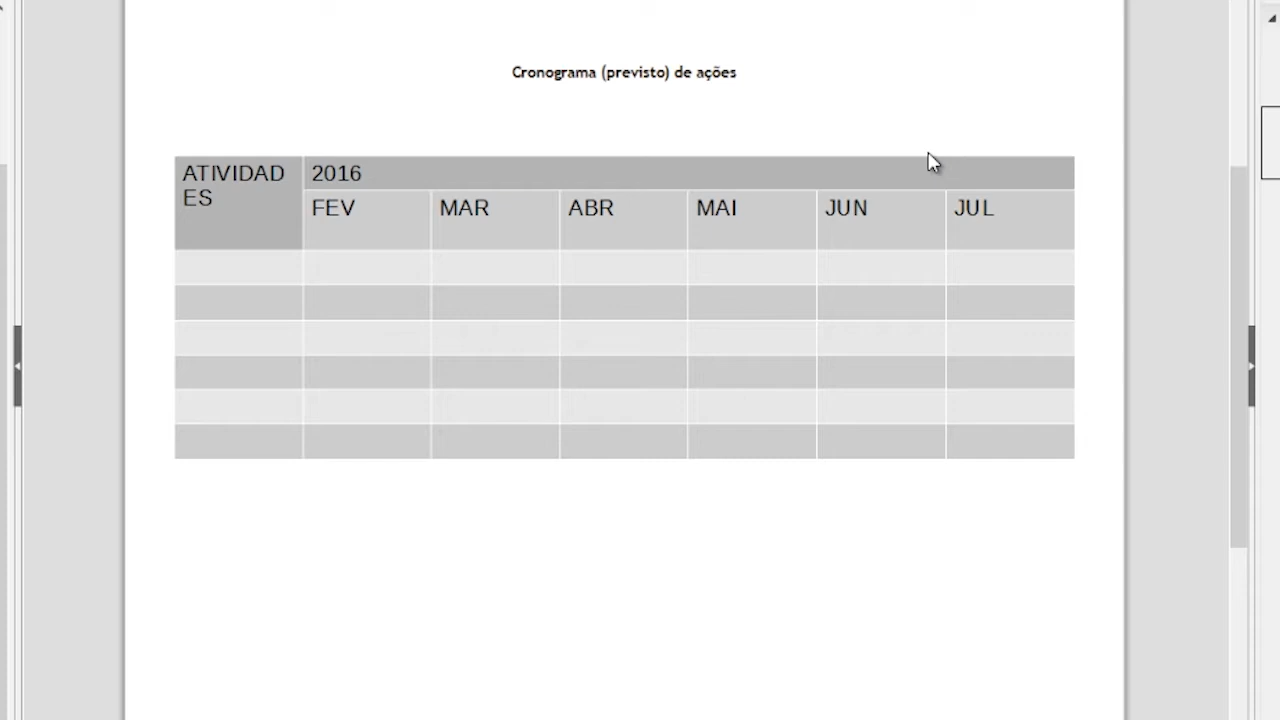 Cronograma (previsto) de ações
ATIVIDAD
ES
2016
FEV MAR ABR MAI JUN JUL